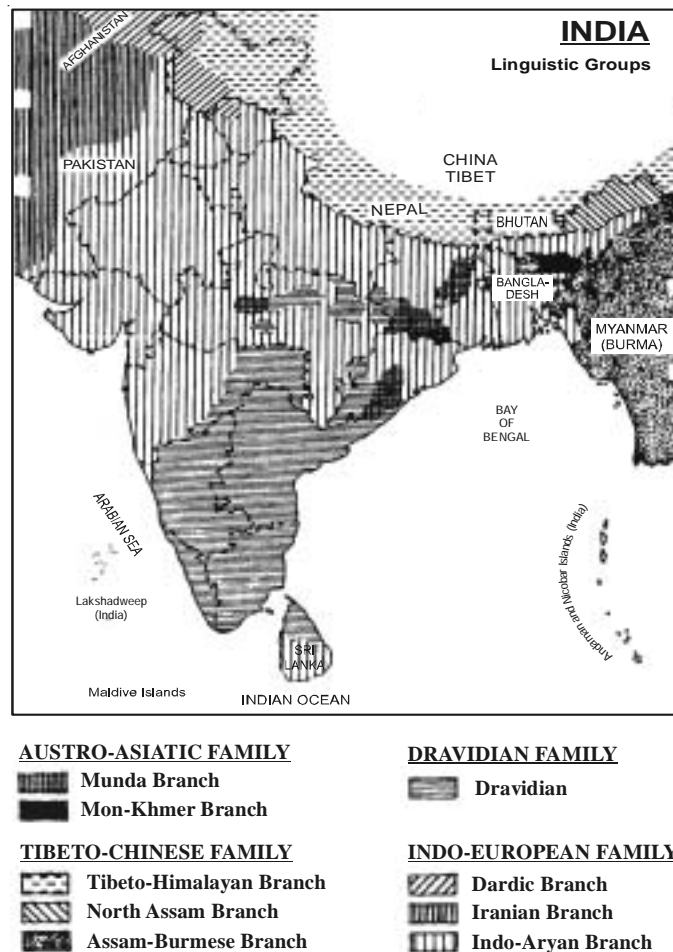 INDIA
Linguistic Groups
AFGHANISTAN
PAKISTAN
CHINA
TIBET
NEPAL
BHUTAN
BANGLA-
DESH
MYANMAR
(BURMA)
BAY
OF
BENGAL
ARABIAN SEA
Lakshadweep
(India)
Andaman and Nicobar Islands (India)
SRI
LANKA
Maldive Islands
INDIAN OCEAN
AUSTRO-ASIATIC FAMILY
Munda Branch
Mon-Khmer Branch
DRAVIDIAN FAMILY
Dravidian
TIBETO-CHINESE FAMILY
Tibeto-Himalayan Branch
North Assam Branch
Assam-Burmese Branch
INDO-EUROPEAN FAMILY
Dardic Branch
Iranian Branch
Indo-Aryan Branch